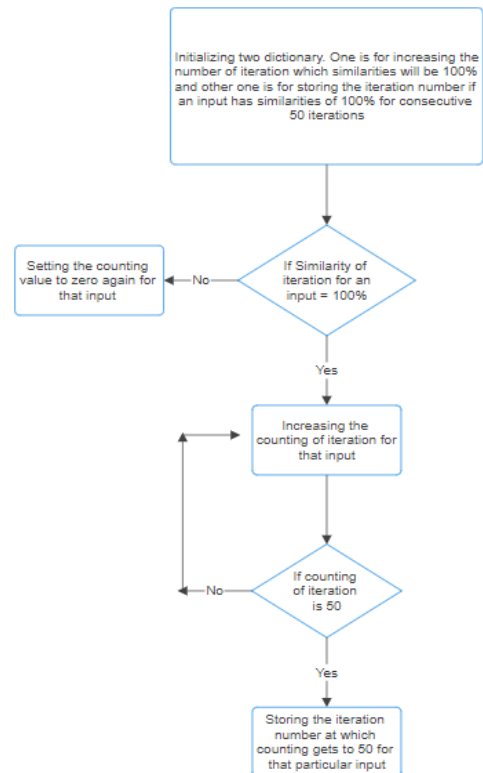 Initializing two dictionary. One is for increasing the
number of iteration which similarities will be 100%
and other one is for storing the iteration number if
an input has similarities of 100% for consecutive
50 iterations
If Similarity of
iteration for an
input = 100%
No
Setting the counting
value to zero again for
that input
Yes
Increasing the
counting of iteration for
that input
If counting
of iteration
is 50
No
Yes
Storing the iteration
number at which
counting gets to 50 for
that particular input